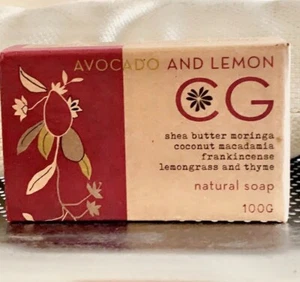 AVOCADO AND LEMON
CG
shea butter moringa
coconut macadamia
frankincense
lemongrass and thyme
natural soap
100G